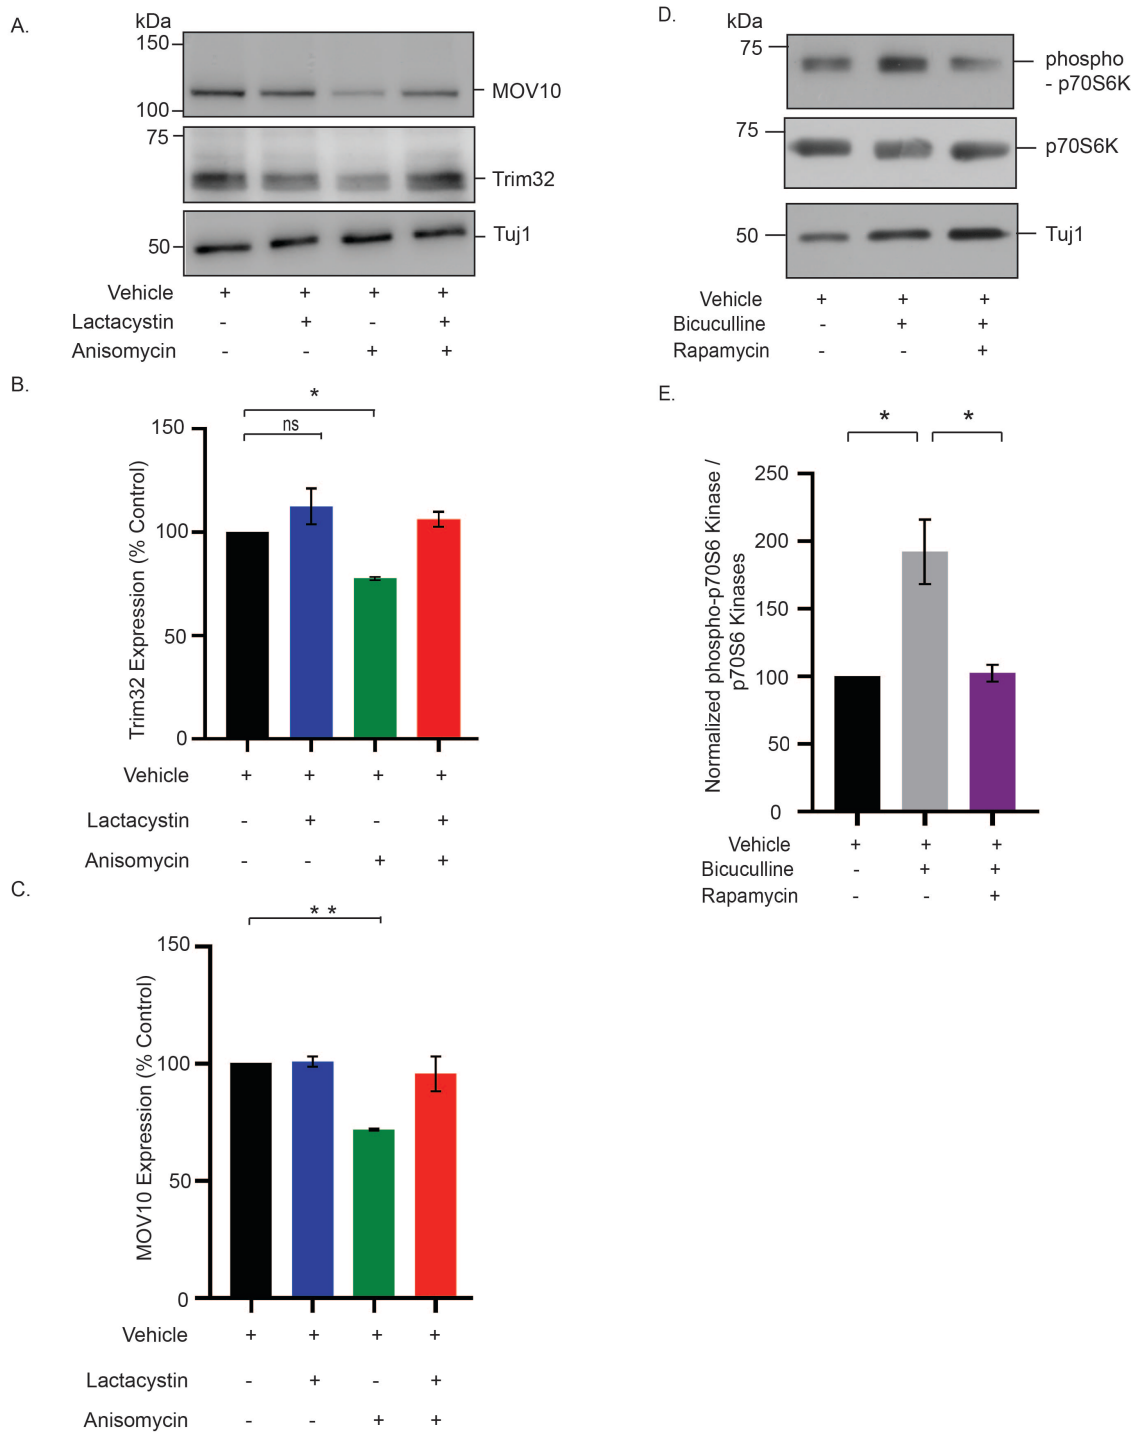 A.
kDa
150
100
MOV10
75
Trim32
50
Tuj1
Vehicle + + + +
Lactacystin - + - +
Anisomycin - - + +
B.
*
ns
150
100
50
0
Trim32 Expression (% Control)
Vehicle + + + +
Lactacystin - + - +
Anisomycin - - + +
C.
* *
150
100
50
0
MOV10 Expression (% Control)
Vehicle + + + +
Lactacystin - + - +
Anisomycin - - + +
D.
kDa
75
phospho
- p70S6K
75
p70S6K
50
Tuj1
Vehicle + + +
Bicuculline - + +
Rapamycin - - +
E.
* *
250
200
150
100
50
0
Normalized phospho-p70S6 Kinase /
p70S6 Kinases
Vehicle + + +
Bicuculline - + +
Rapamycin - - +